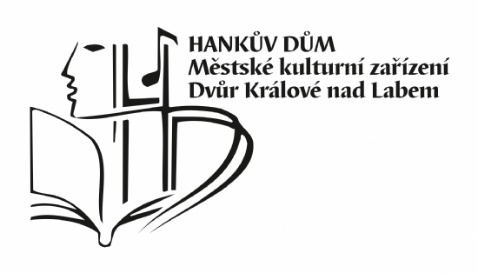 HANKŮV DŮM
Městské kulturní zařízení
Dvůr Králové nad Labem